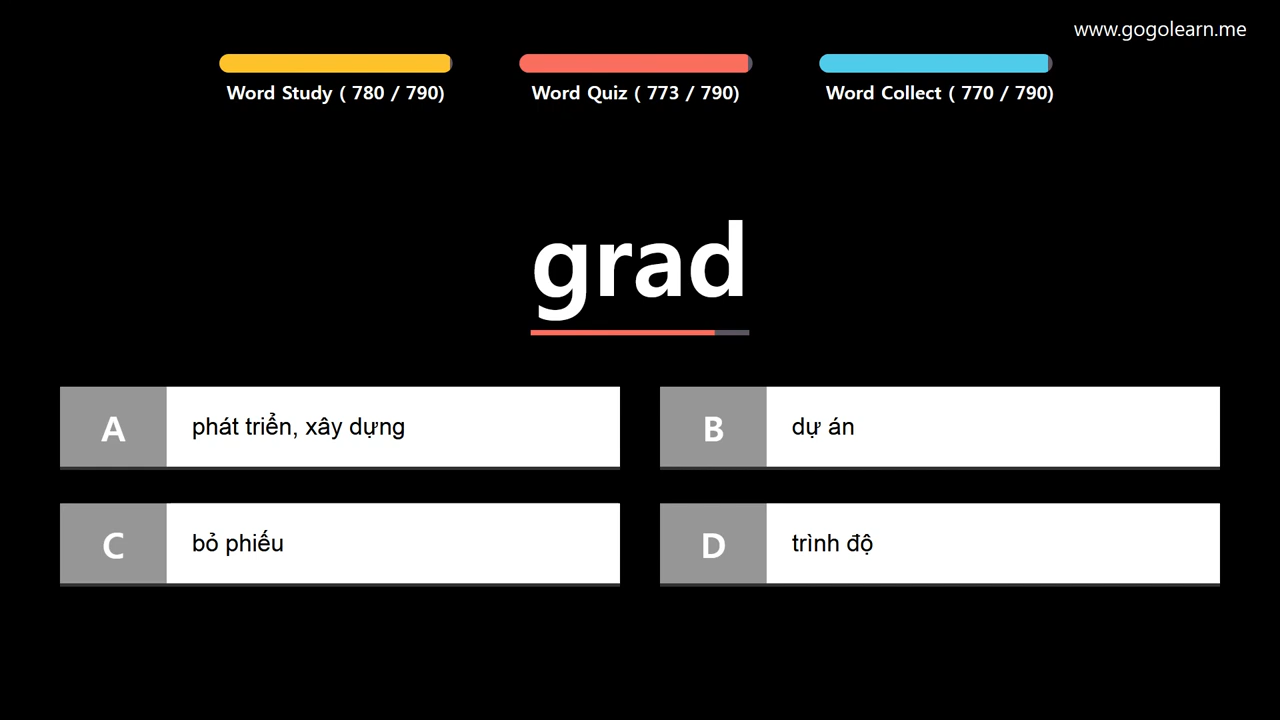 www.gogolearn.me
Word Study ( 780 / 790)
Word Quiz ( 773 / 790)
Word Collect ( 770 / 790)
grad
A
phát triển, xây dựng
B
dự án
C
bỏ phiếu
D
trình độ